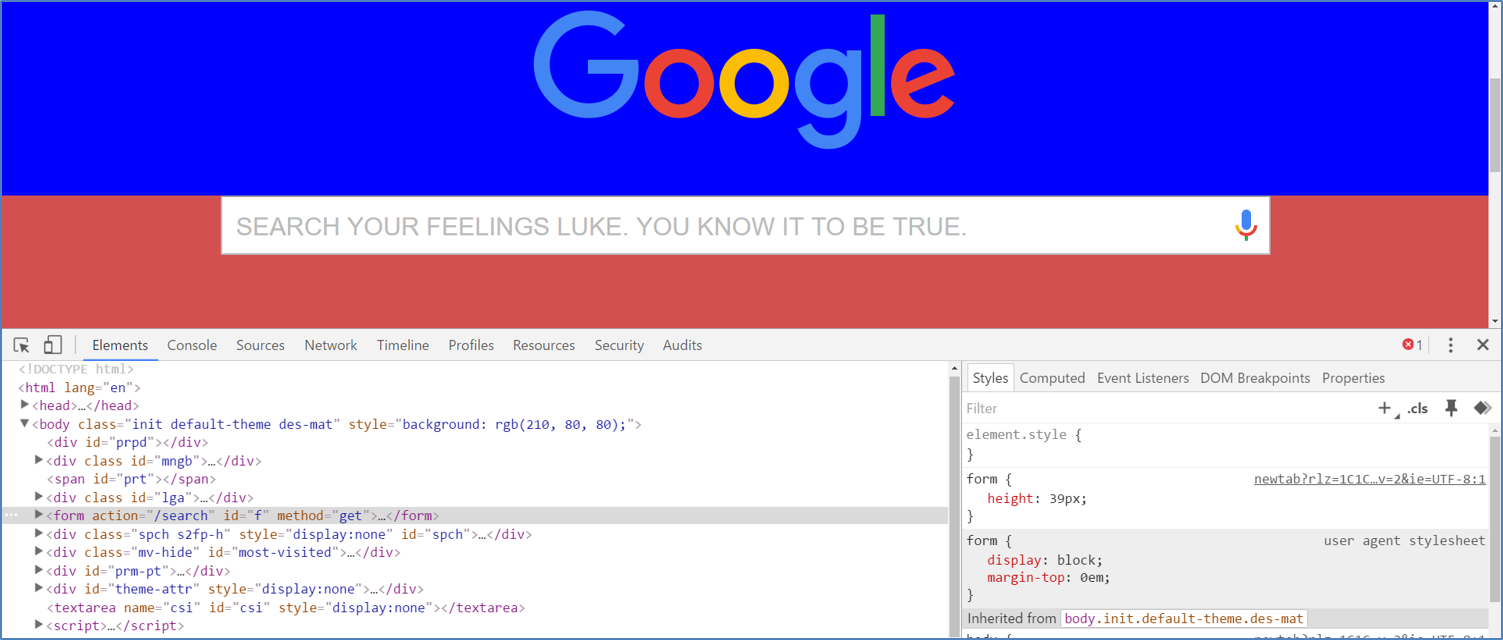 Google
SEARCH YOUR FEELINGS LUKE. YOU KNOW IT TO BE TRUE.
Elements Console Sources Network Timeline Profiles Resources Security Audits 1
<!DOCTYPE html>
<html lang="en">
<head>…</head>
<body class="init default-theme des-mat" style="background: rgb(210, 80, 80);">
<div id="prpd"></div>
<div class id="mngb">…</div>
<span id="prt"></span>
<div class id="lga">…</div>
<form action="/search" id="f" method="get">…</form>
<div class="spch s2fp-h" style="display:none" id="spch">…</div>
<div class="mv-hide" id="most-visited">…</div>
<div id="prm-pt">…</div>
<div id="theme-attr" style="display:none">…</div>
<textarea name="csi" id="csi" style="display:none"></textarea>
<script>…</script>
Styles Computed Event Listeners DOM Breakpoints Properties
Filter .cls
element.style {
}
form { newtab?rlz=1C1C…v=2&ie=UTF-8:1
height: 39px;
}
form { user agent stylesheet
display: block;
margin-top: 0em;
}
Inherited from body.init.default-theme.des-mat